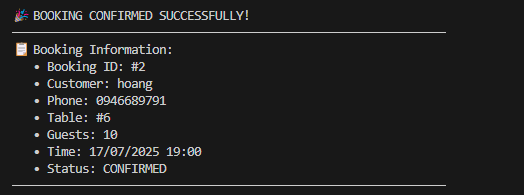 🎉 BOOKING CONFIRMED SUCCESSFULLY!
📋 Booking Information:
• Booking ID: #2
• Customer: hoang
• Phone: 0946689791
• Table: #6
• Guests: 10
• Time: 17/07/2025 19:00
• Status: CONFIRMED